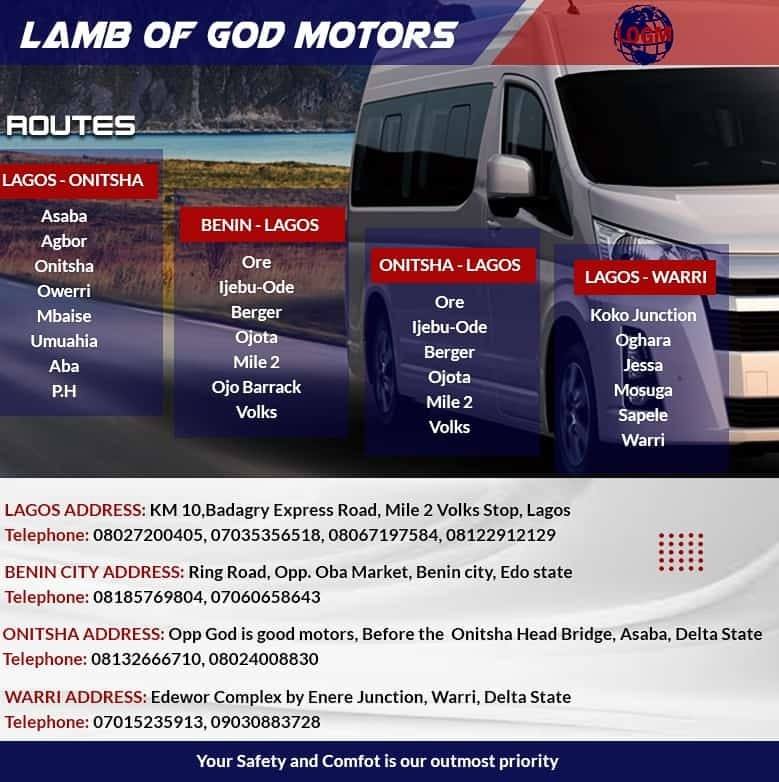 LAMB OF GOD MOTORS
LOGM
ROUTES
LAGOS - ONITSHA
Asaba
Agbor
Onitsha
Owerri
Mbaise
Umuahia
Aba
P.H
BENIN - LAGOS
Ore
Ijebu-Ode
Berger
Ojota
Mile 2
Ojo Barrack
Volks
ONITSHA - LAGOS
Ore
Ijebu-Ode
Berger
Ojota
Mile 2
Volks
LAGOS - WARRI
Koko Junction
Oghara
Jessa
Mosuga
Sapele
Warri
LAGOS ADDRESS: KM 10,Badagry Express Road, Mile 2 Volks Stop, Lagos
Telephone: 08027200405, 07035356518, 08067197584, 08122912129
BENIN CITY ADDRESS: Ring Road, Opp. Oba Market, Benin city, Edo state
Telephone: 08185769804, 07060658643
ONITSHA ADDRESS: Opp God is good motors, Before the Onitsha Head Bridge, Asaba, Delta State
Telephone: 08132666710, 08024008830
WARRI ADDRESS: Edewor Complex by Enere Junction, Warri, Delta State
Telephone: 07015235913, 09030883728
Your Safety and Comfot is our outmost priority